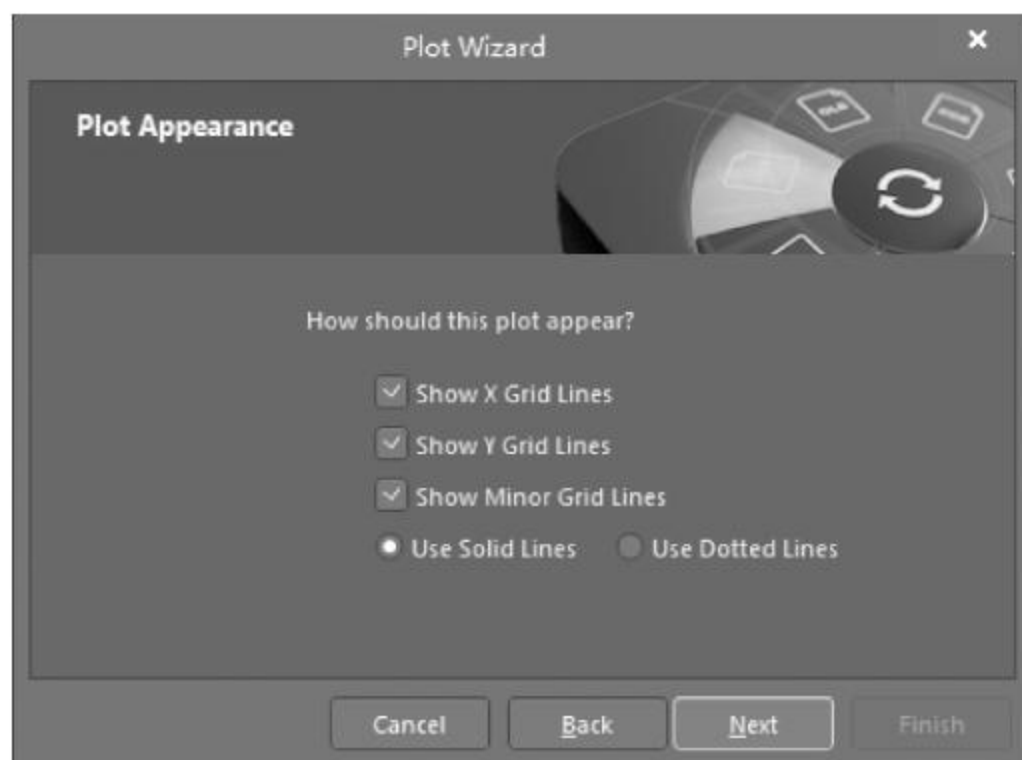 Plot Wizard
Plot Appearance
How should this plot appear?
Show X Grid Lines
Show Y Grid Lines
Show Minor Grid Lines
Use Solid Lines Use Dotted Lines
Cancel Back Next Finish